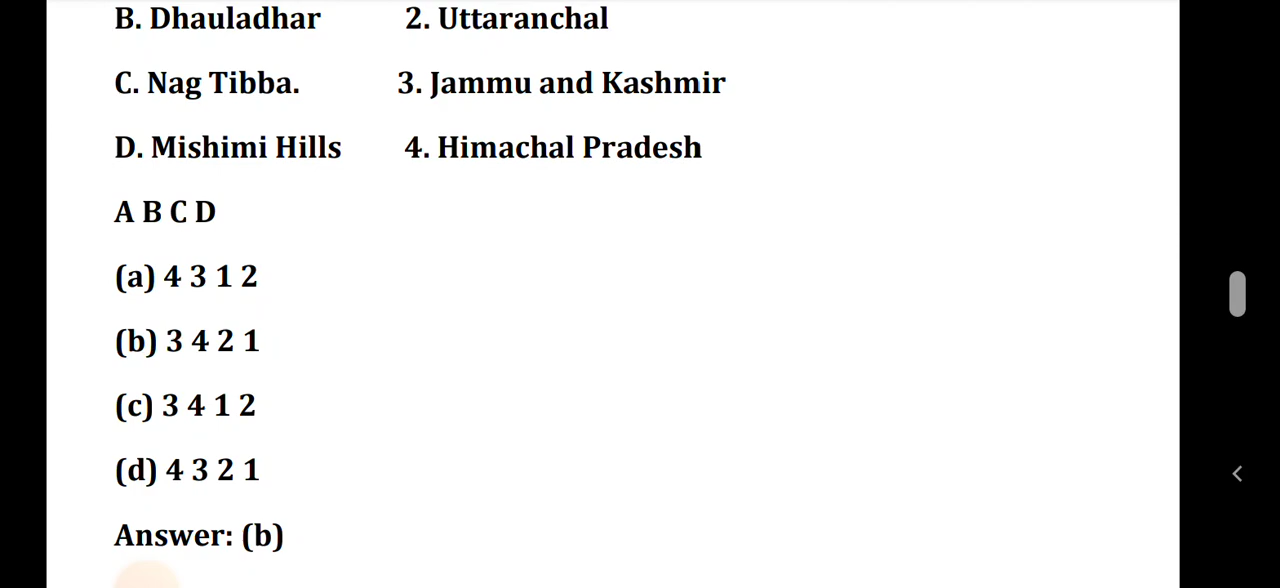 B. Dhauladhar 2. Uttaranchal
C. Nag Tibba. 3. Jammu and Kashmir
D. Mishimi Hills 4. Himachal Pradesh
A B C D
(a) 4 3 1 2
(b) 3 4 2 1
(c) 3 4 1 2
(d) 4 3 2 1
Answer: (b)